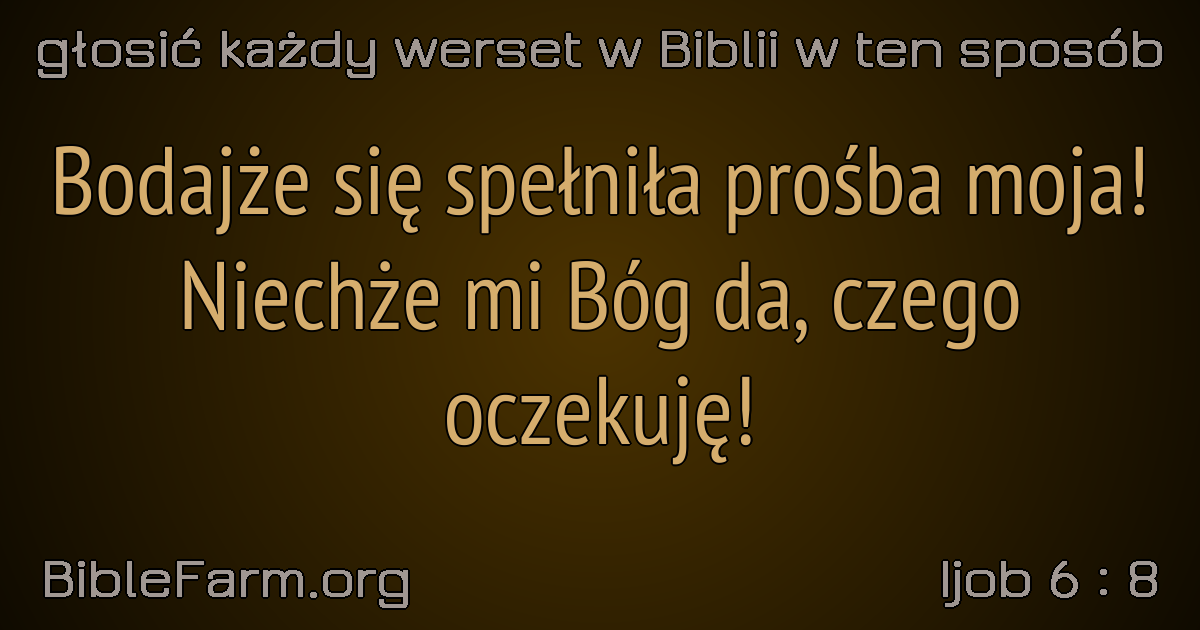 głosić każdy werset w Biblii w ten sposób
Bodajże się spełniła prośba moja!
Niechże mi Bóg da, czego
oczekuję!
BibleFarm.org
Ijob 6 : 8